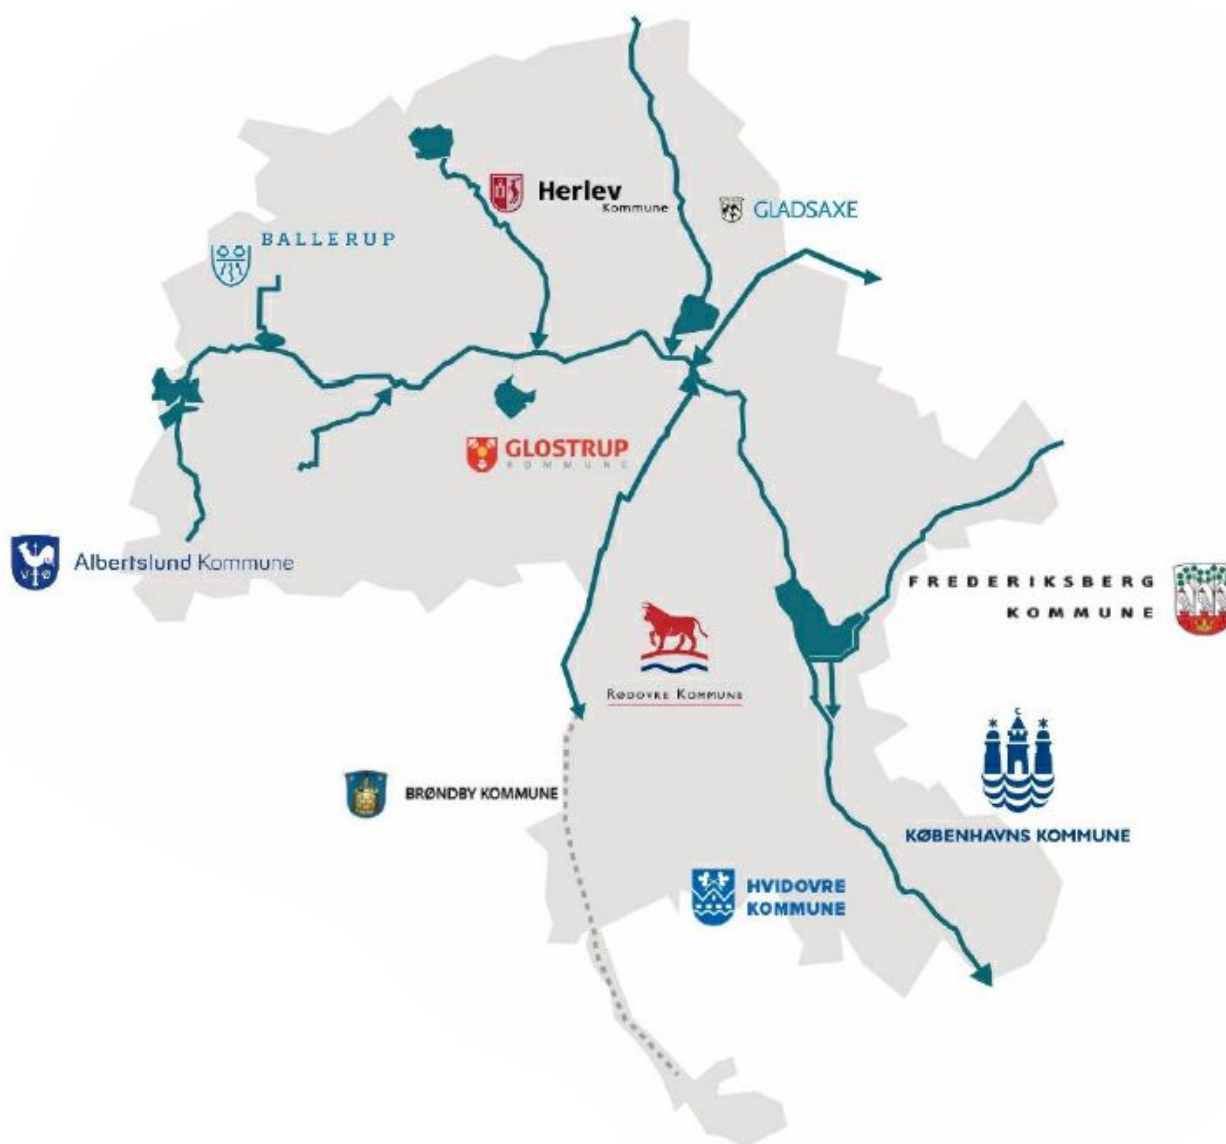 Herlev
Kommune
GLADSAXE
BALLERUP
GLOSTRUP
KOMMUNE
Albertslund Kommune
FREDERIKSBERG
KOMMUNE
RØDOVRE KOMMUNE
BRØNDBY KOMMUNE
KØBENHAVNS KOMMUNE
HVIDOVRE
KOMMUNE